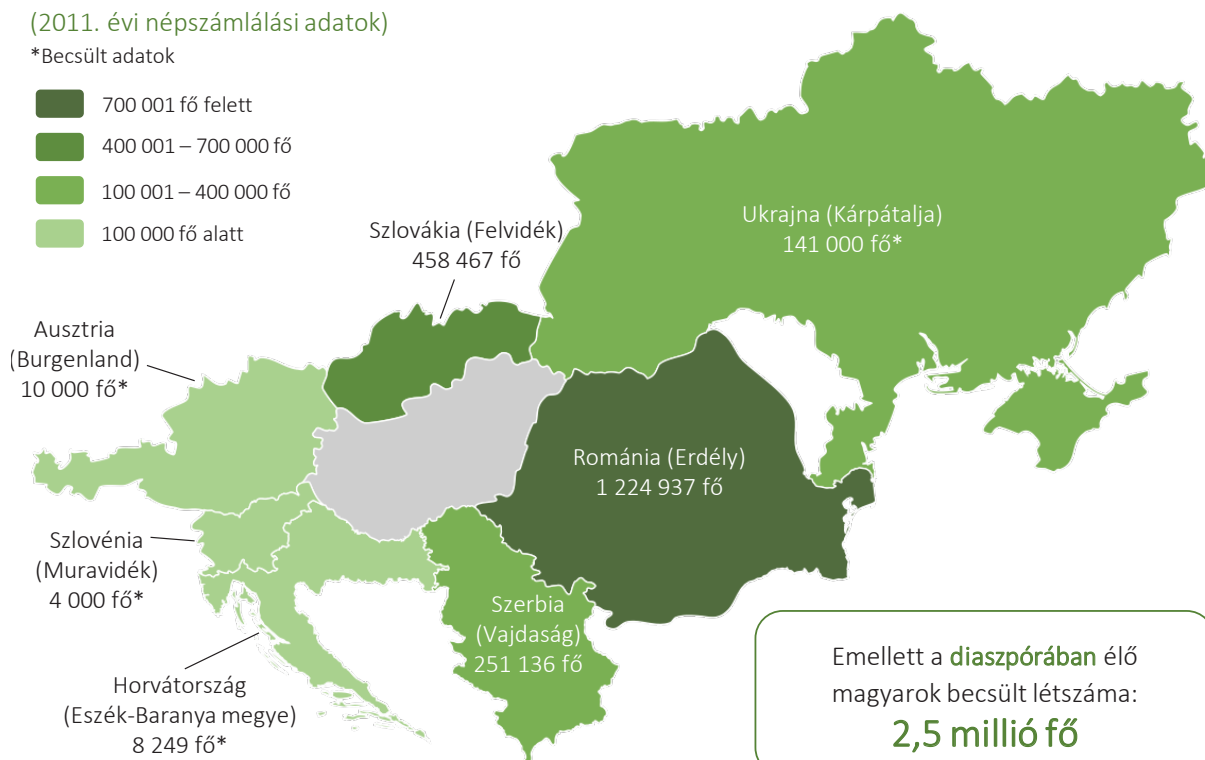 (2011. évi népszámlálási adatok)
*Becsült adatok
700 001 fő felett
400 001 – 700 000 fő
100 001 – 400 000 fő
100 000 fő alatt
Szlovákia (Felvidék)
458 467 fő
Ukrajna (Kárpátalja)
141 000 fő*
Ausztria
(Burgenland)
10 000 fő*
Románia (Erdély)
1 224 937 fő
Szlovénia
(Muravidék)
4 000 fő*
Szerbia
(Vajdaság)
251 136 fő
Horvátország
(Eszék-Baranya megye)
8 249 fő*
Emellett a diaszpórában élő
magyarok becsült létszáma:
2,5 millió fő